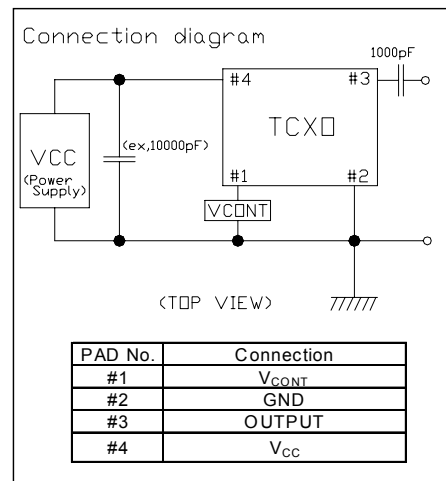 Connection diagram
1000pF
#4
#3
TCXO
(ex,10000pF)
VCC
(Power
Supply)
#1
#2
VCONT
(TOP VIEW)
PAD No. Connection
#1 VCONT
#2 GND
#3 OUTPUT
#4 VCC